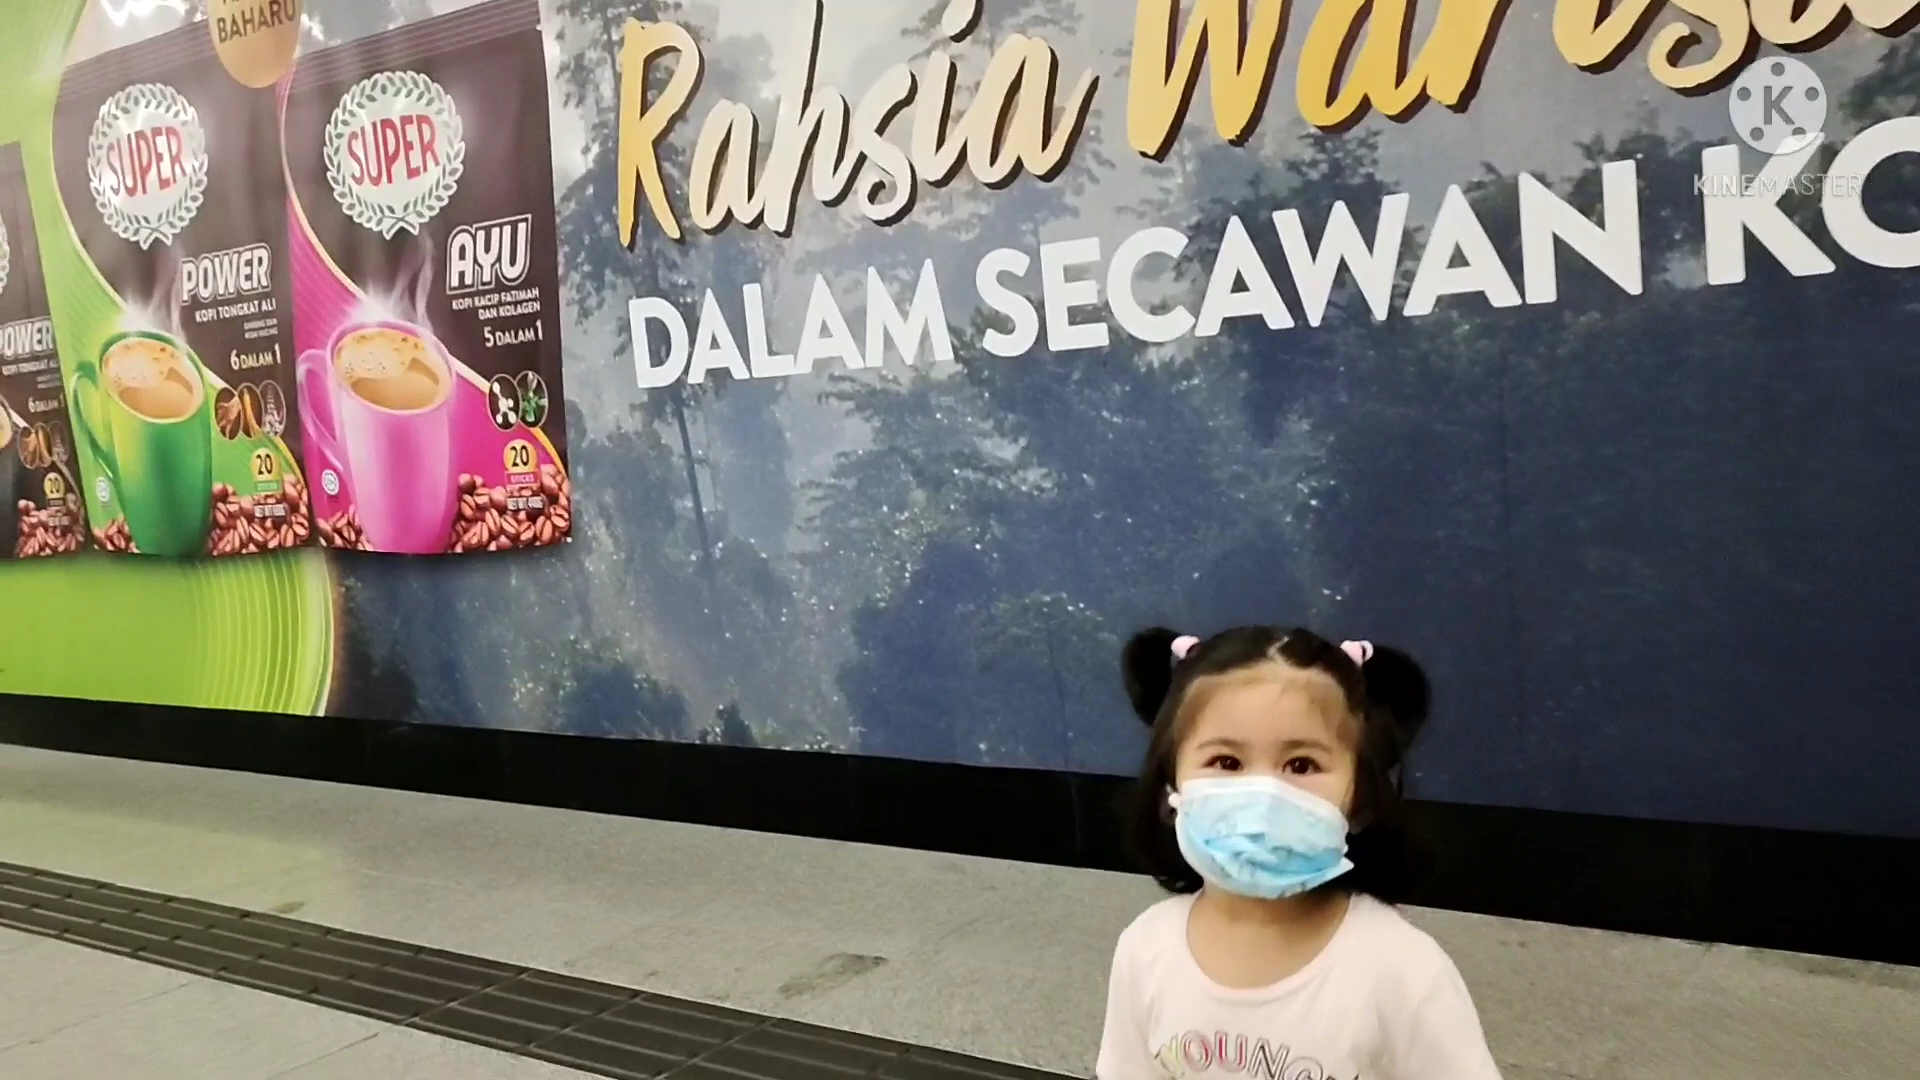 BAHARU
SUPER
POWER
KOPI TONGKAT ALI
6 DALAM 1
20
STICKS
SUPER
AYU
KOPI KACIP FATIMAH
DAN KOLAGEN
5 DALAM 1
20
STICKS
POWER
KOPI TONGKAT ALI
6 DALAM 1
20
Rahsia
DALAM SECAWAN
KINEMASTER